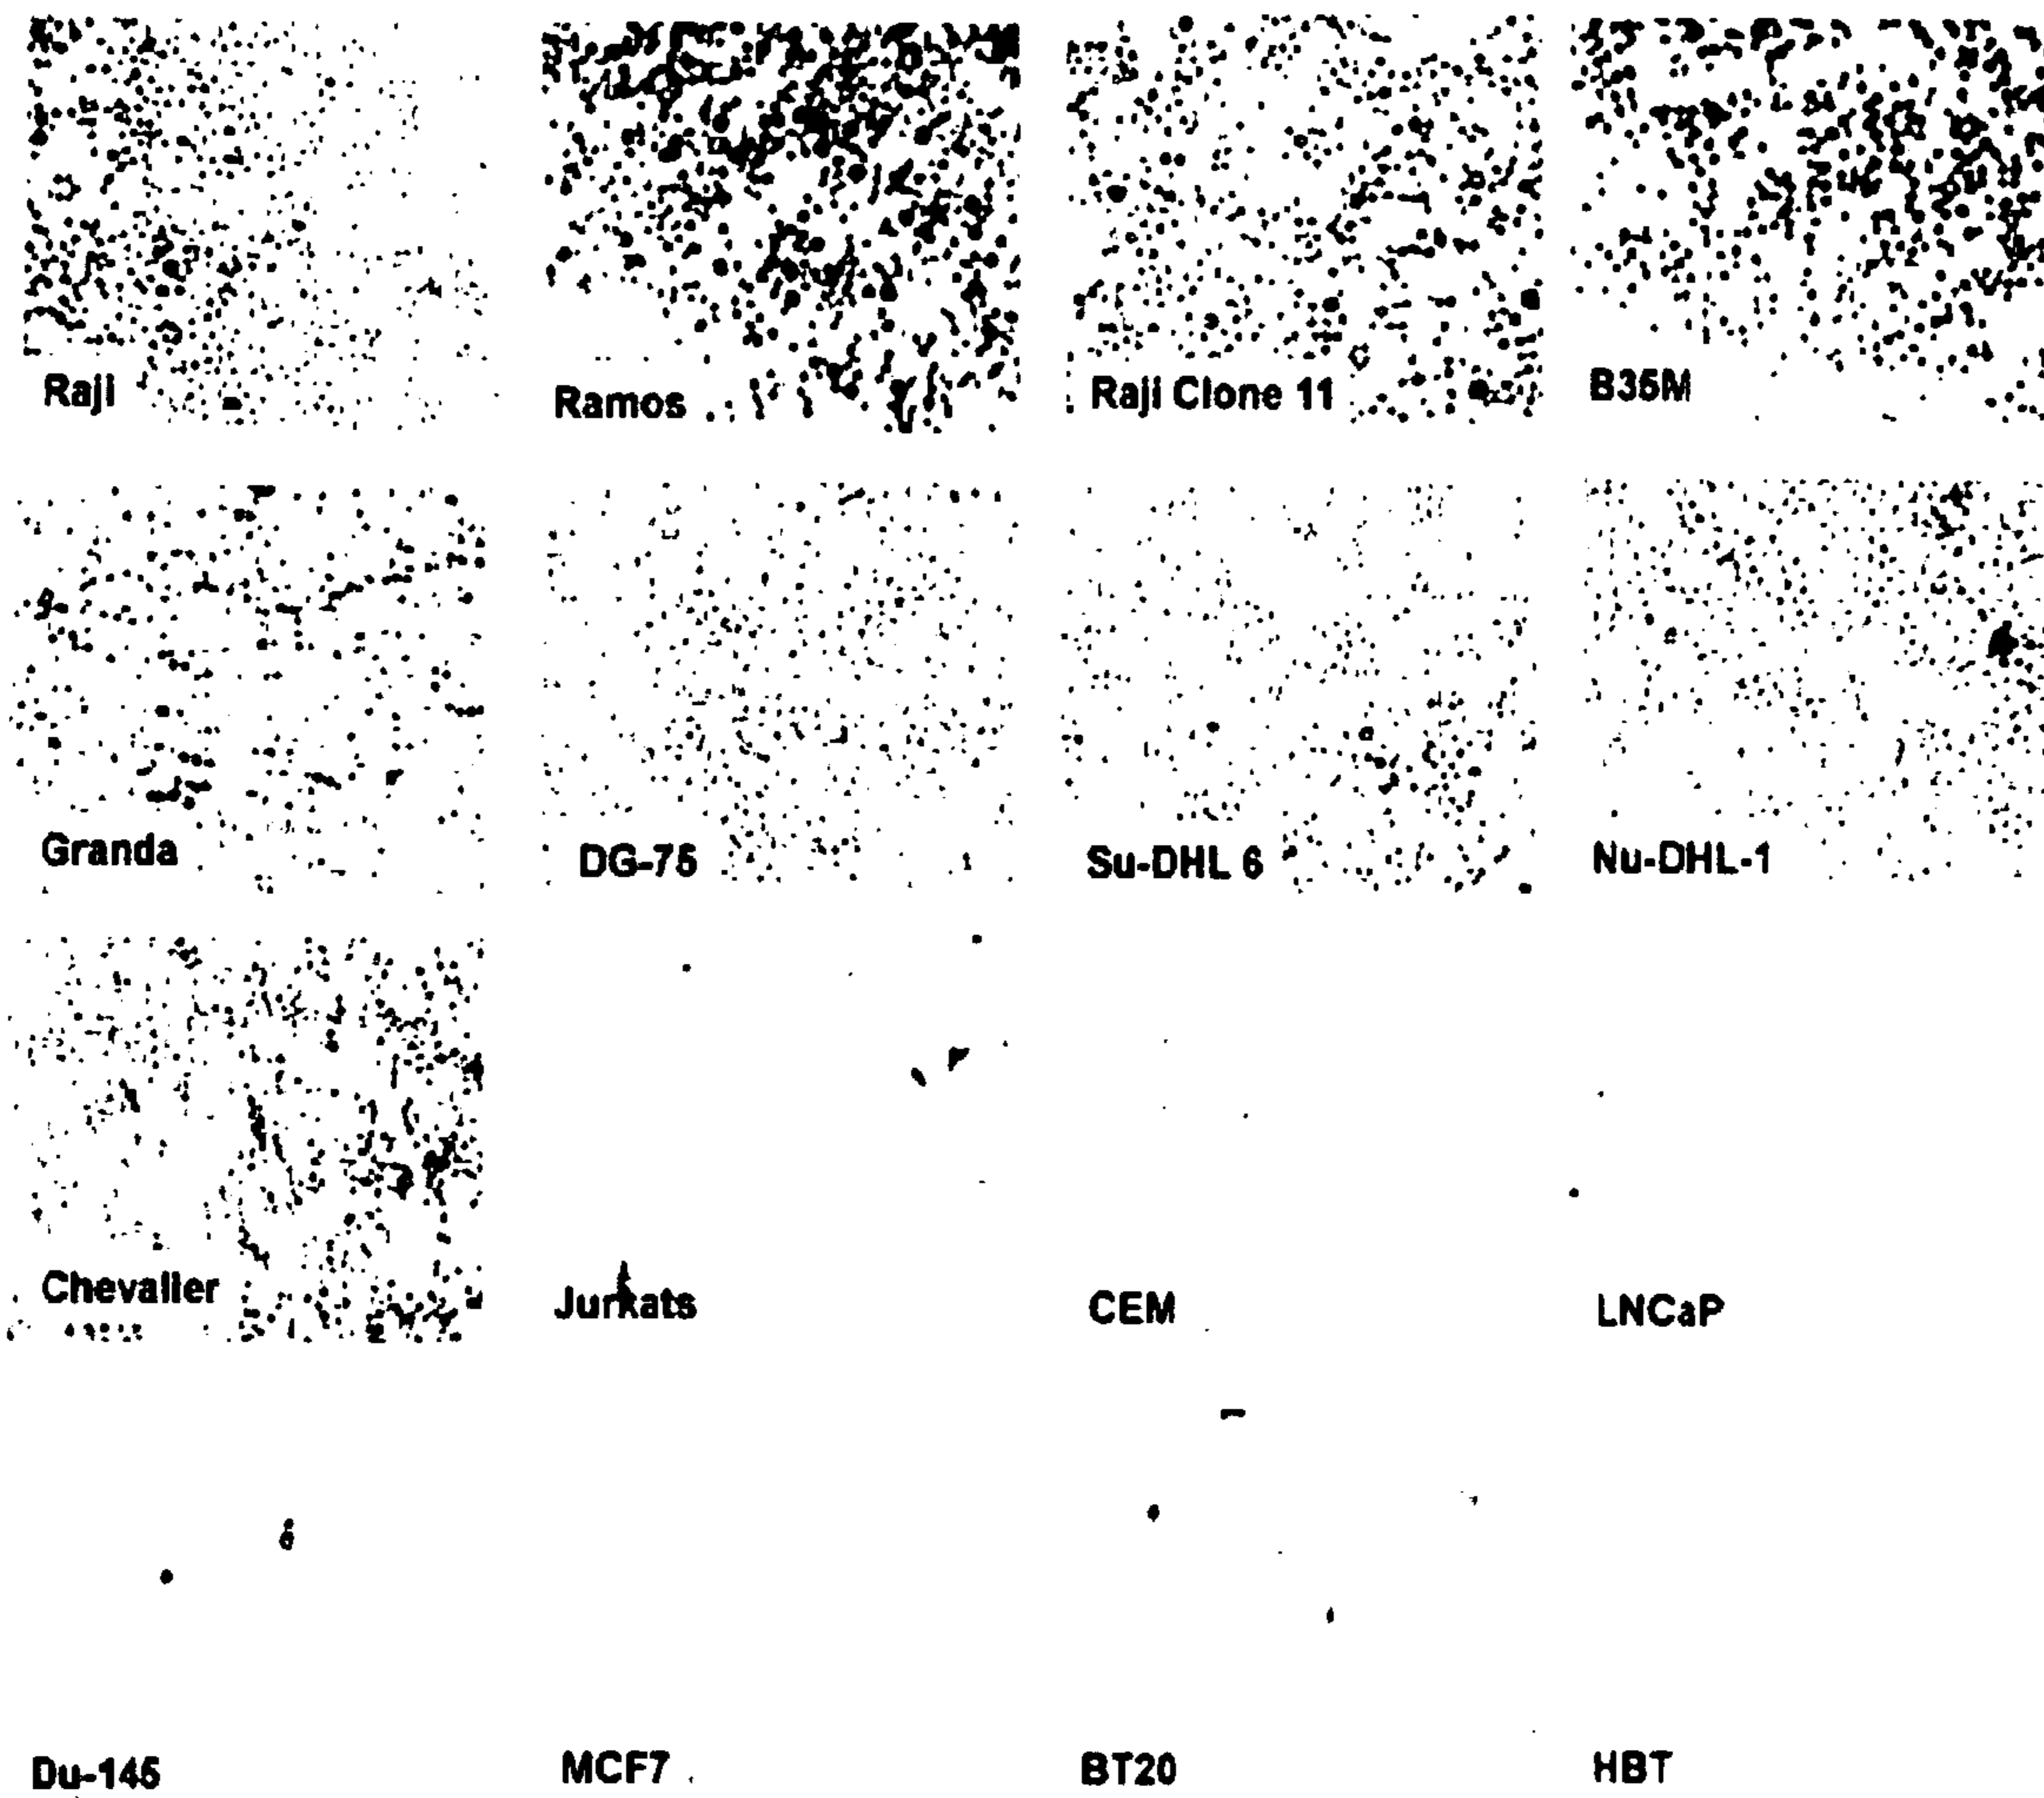 Raji
Ramos
Raji Clone 11
B35M
Granda
DG-75
Su-DHL 6
Nu-DHL-1
Chevalier
Jurkats
CEM
LNCaP
Du-145
MCF7
BT20
HBT